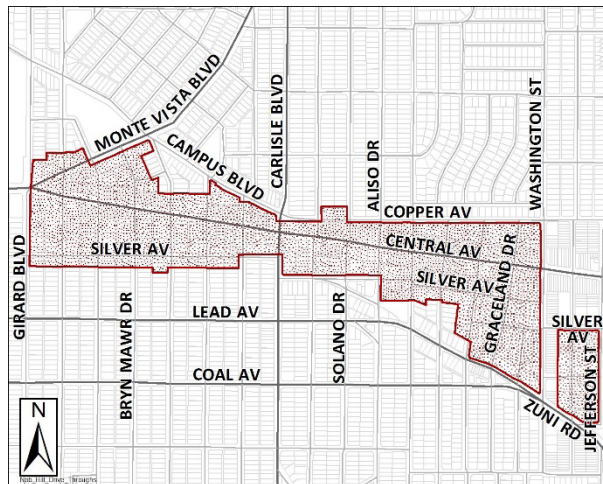 MONTE VISTA BLVD
CAMPUS BLVD
CARLISLE BLVD
ALISO DR
WASHINGTON ST
COPPER AV
CENTRAL AV
SILVER AV
SILVER AV
GRACELAND DR
GIRARD BLVD
BRYN MAWR DR
LEAD AV
SOLANO DR
SILVER
AV
JEFFERSON ST
COAL AV
ZUNI RD
N
Nob_Hill_Drive_Throughs